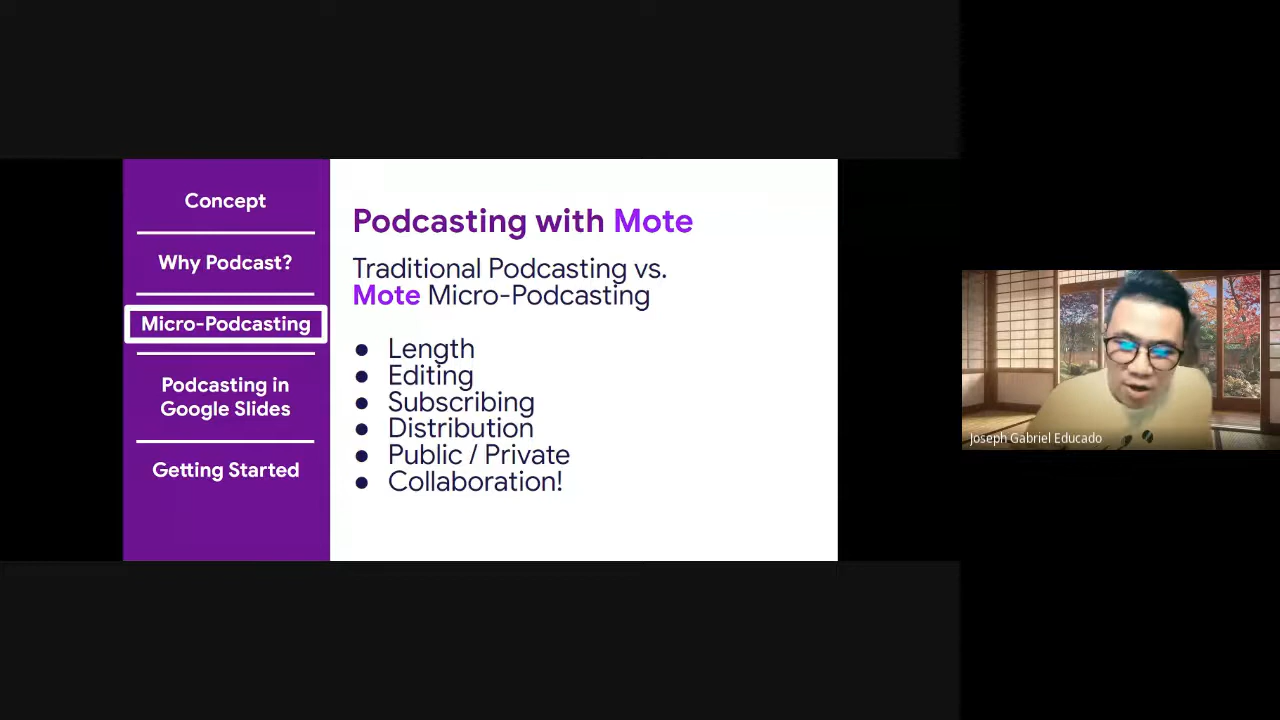 Concept
Why Podcast?
Micro-Podcasting
Podcasting in
Google Slides
Getting Started
Podcasting with Mote
Traditional Podcasting vs.
Mote Micro-Podcasting
● Length
● Editing
● Subscribing
● Distribution
● Public / Private
● Collaboration!
Joseph Gabriel Educado